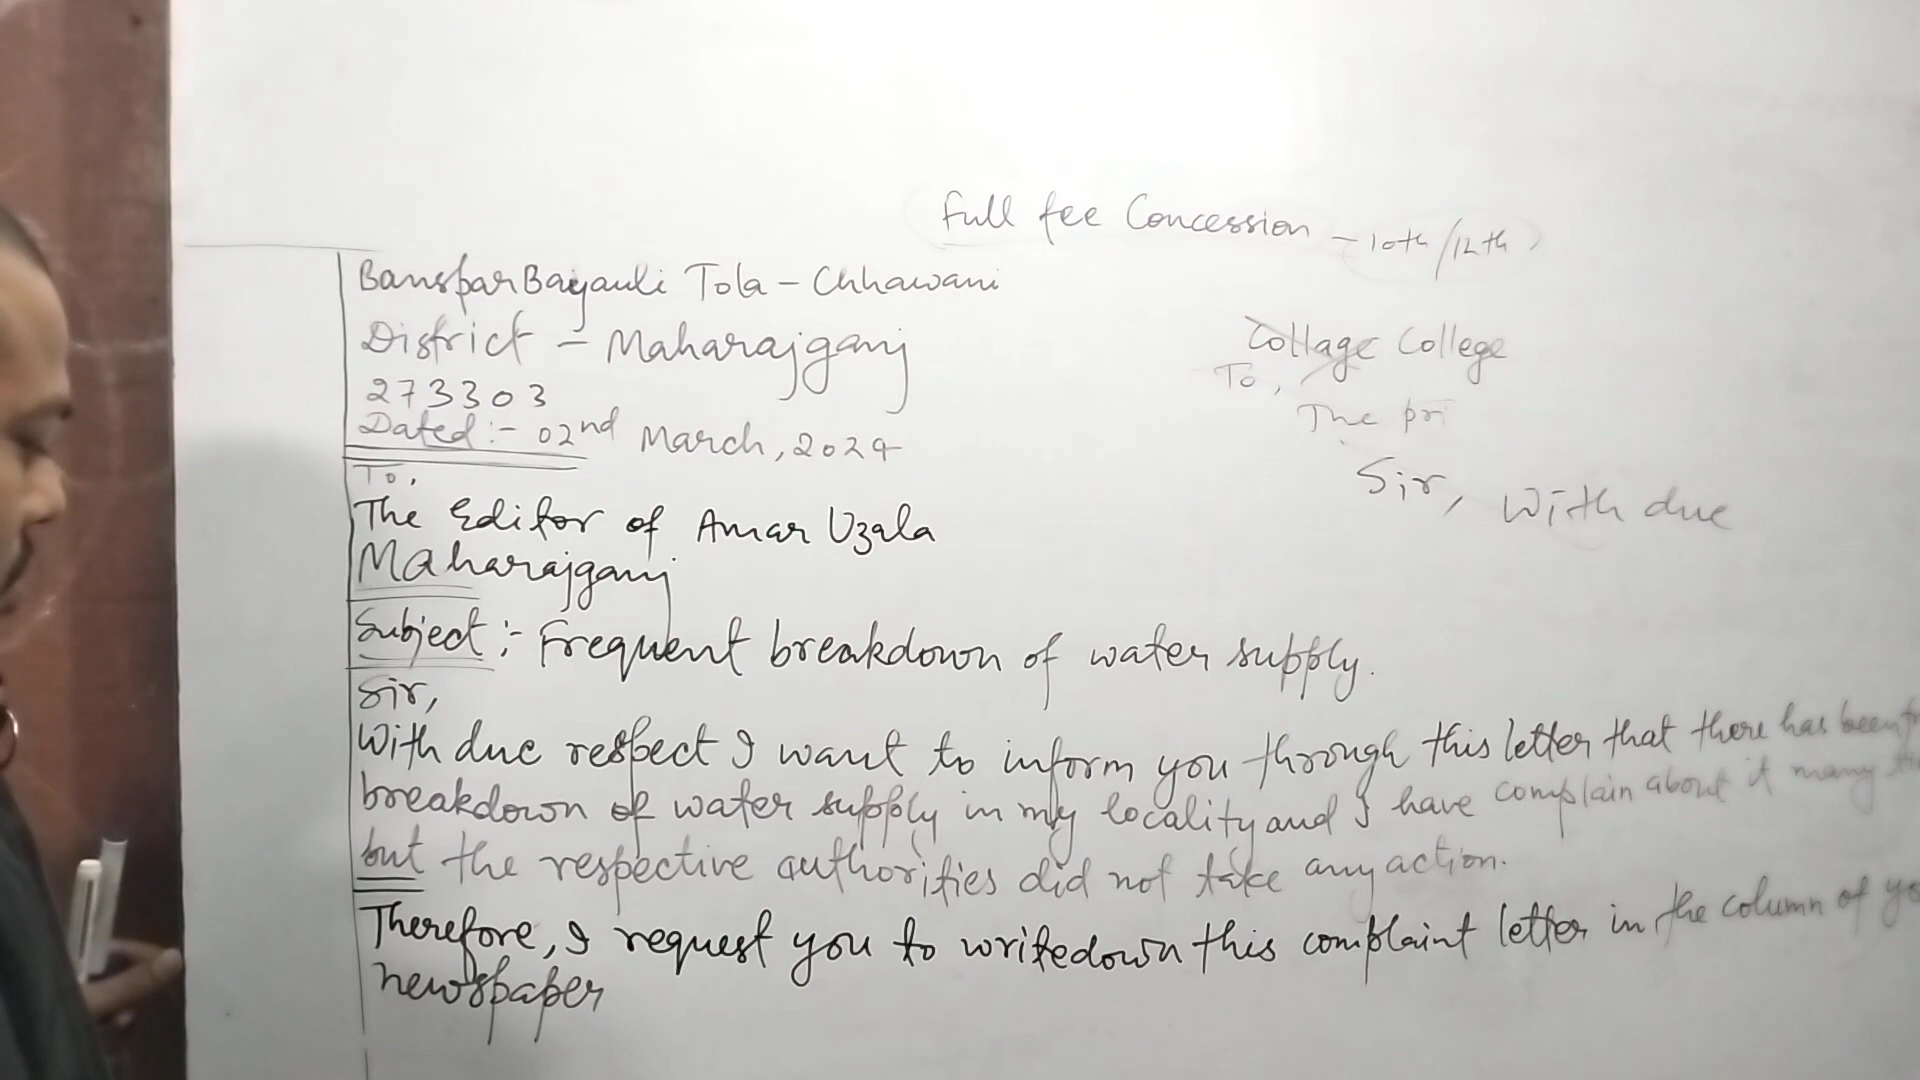 Full fee Concession - 10th/12th
Banspar Bayauli Tola - Chhawani
District - Maharajganj
273303
Dated :- 02nd March, 2024
Collage College
To,
The pri
Sir, With due
To,
The Editor of Amar Uzala
Maharajganj
Subject :- Frequent breakdown of water supply.
Sir,
With due respect I want to inform you through this letter that there has been
breakdown of water supply in my locality and I have complain about it many
but the respective authorities did not take any action.
Therefore, I request you to writedown this complaint letter in the column of
newspaper